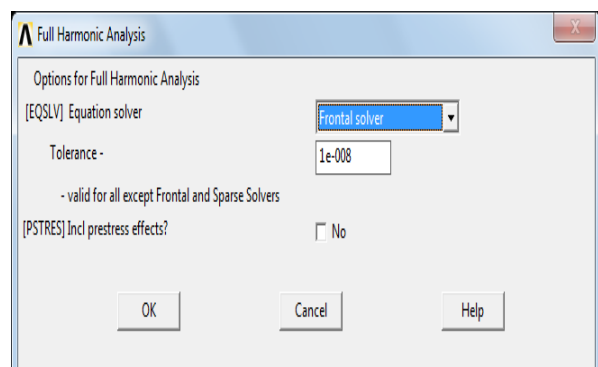 Full Harmonic Analysis
X
Options for Full Harmonic Analysis
[EQSLV] Equation solver
Frontal solver
Tolerance -
1e-008
- valid for all except Frontal and Sparse Solvers
[PSTRES] Incl prestress effects?
No
OK
Cancel
Help